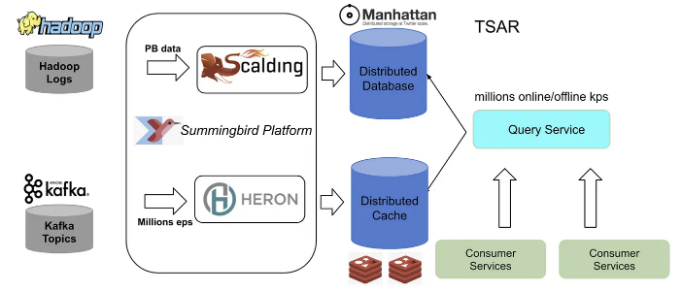 hadoop
Hadoop
Logs
PB data
Scalding
Manhattan
Distributed storage at Twitter scale.
Distributed
Database
TSAR
millions online/offline kps
Query Service
Summingbird Platform
kafka
Kafka
Topics
Millions eps
HERON
Distributed
Cache
Consumer
Services
Consumer
Services